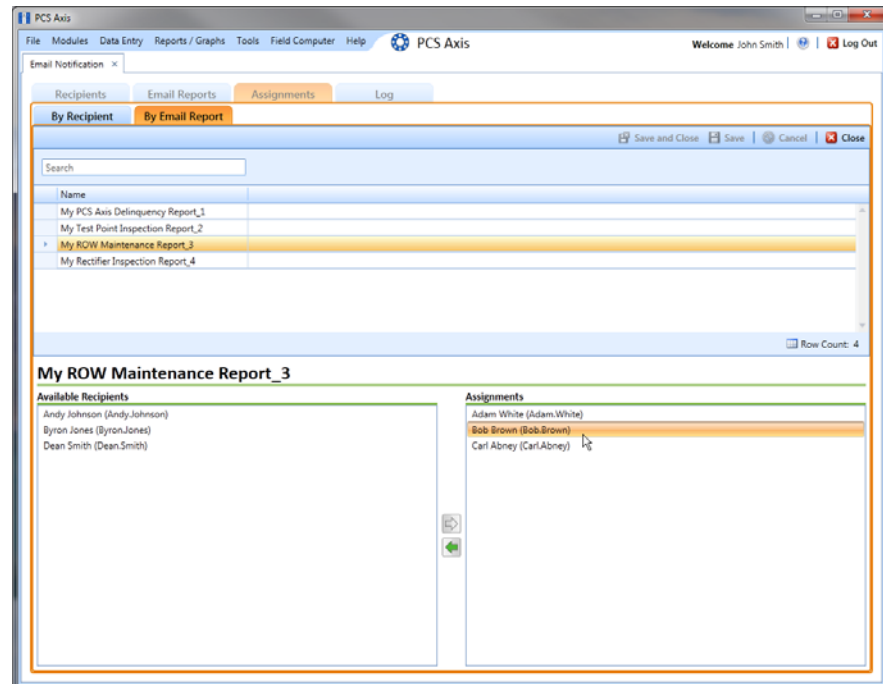 PCS Axis
File Modules Data Entry Reports / Graphs Tools Field Computer Help PCS Axis Welcome John Smith | | Log Out
Email Notification ×
Recipients Email Reports Assignments Log
By Recipient By Email Report
Save and Close Save | Cancel | Close
Search
Name
My PCS Axis Delinquency Report_1
My Test Point Inspection Report_2
My ROW Maintenance Report_3
My Rectifier Inspection Report_4
Row Count: 4
My ROW Maintenance Report_3
Available Recipients Assignments
Andy Johnson (Andy.Johnson) Adam White (Adam.White)
Byron Jones (Byron.Jones) Bob Brown (Bob.Brown)
Dean Smith (Dean.Smith) Carl Abney (Carl.Abney)